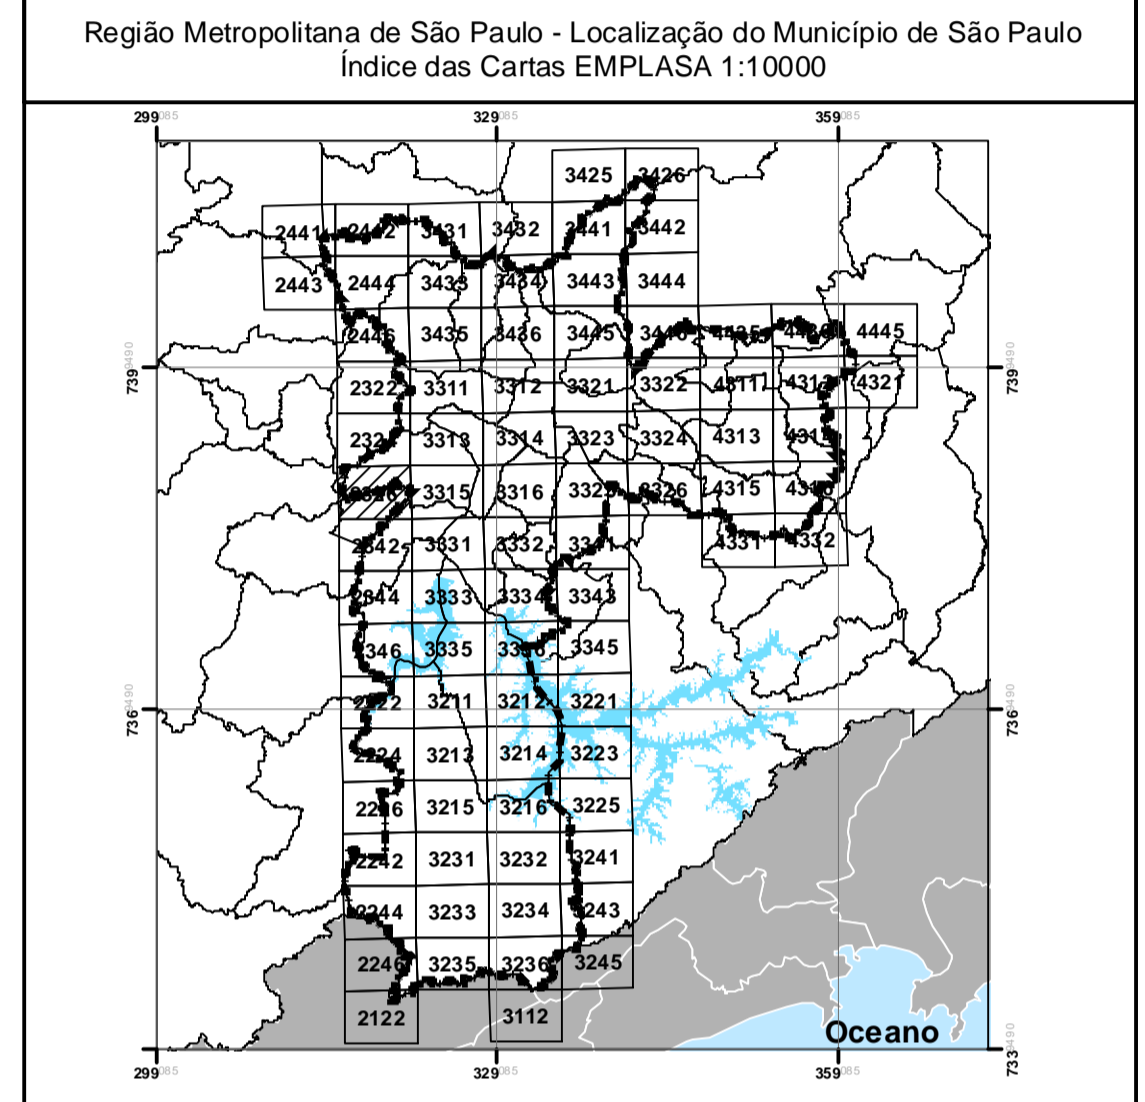 Região Metropolitana de São Paulo - Localização do Município de São Paulo
Índice das Cartas EMPLASA 1:10000
299085 329085 359085
3425 3426
2441 2442 3431 3432 3441 3442
2443 2444 3433 3434 3443 3444
2446 3435 3436 3445 3446 4435 4436 4445
739490 739490
2322 3311 3312 3321 3322 4311 4312 4321
3313 3314 3323 3324 4313 4314
3315 3316 3325 3326 4315 4316
2342 3331 3332 3341 4331 4332
2344 3333 3334 3343
2346 3335 3336 3345
736490 736490
2222 3211 3212 3221
2224 3213 3214 3223
2226 3215 3216 3225
2242 3231 3232 3241
2244 3233 3234 3243
2246 3235 3236 3245
2122 3112
Oceano
733490
299085 329085 359085